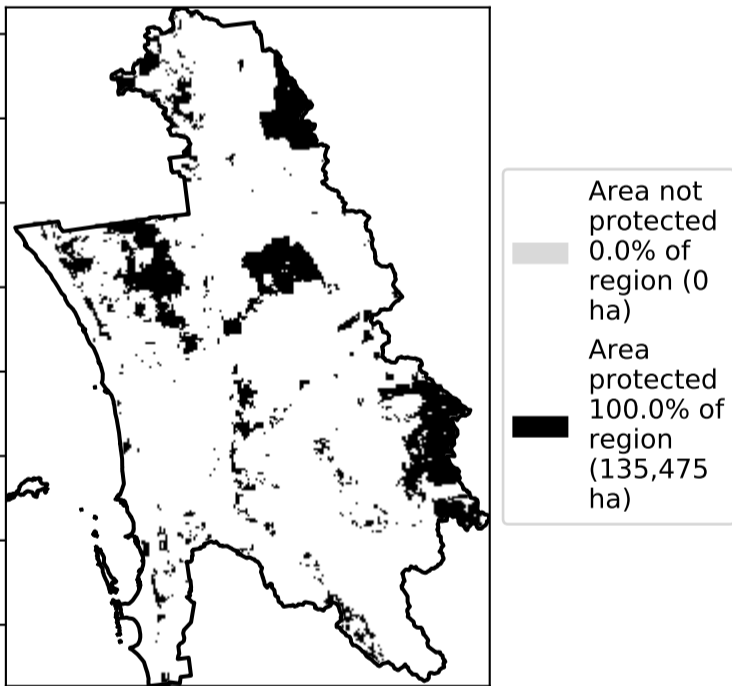 Area not
protected
0.0% of
region (0
ha)
Area
protected
100.0% of
region
(135,475
ha)